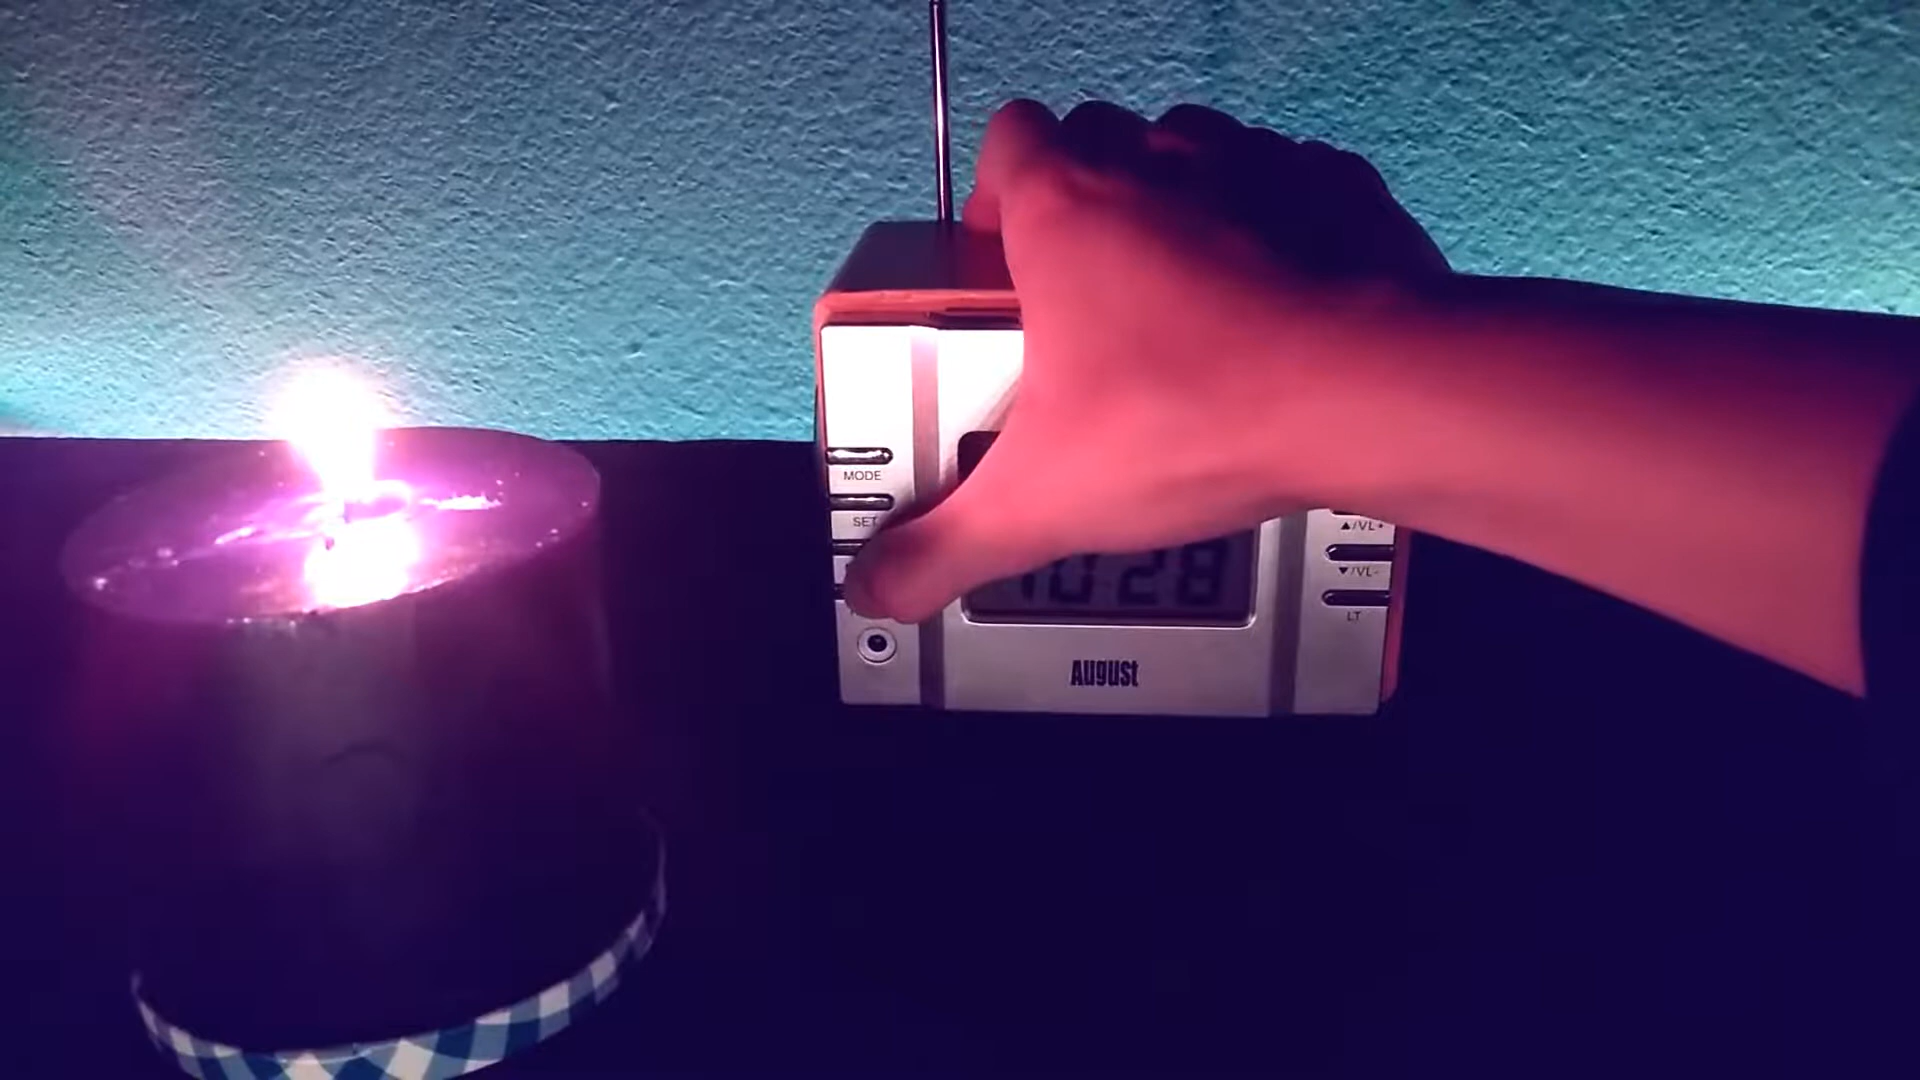 MODE
SET
▲/VL+
▼/VL-
LT
10:28
August